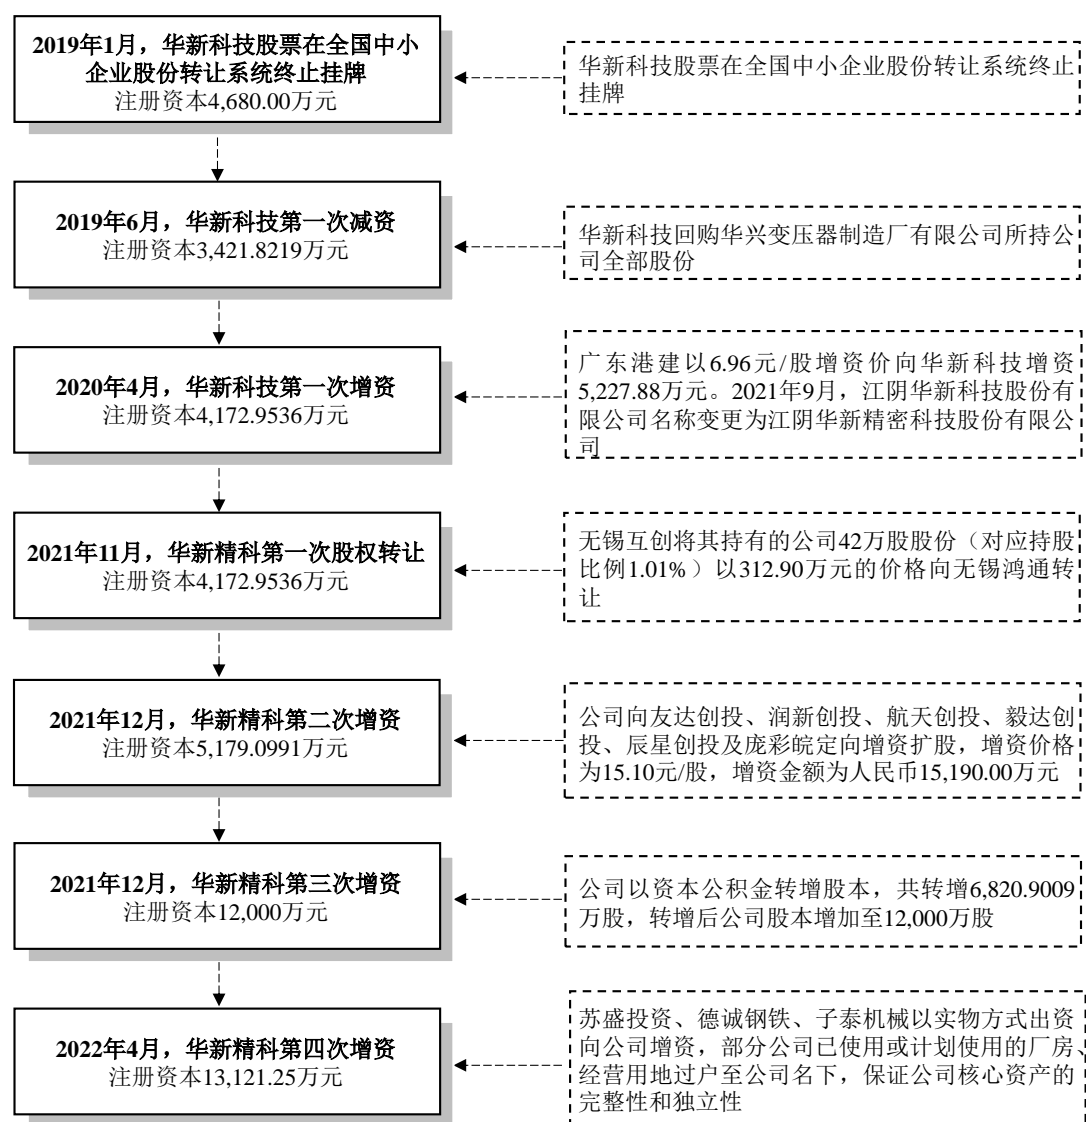 2019年1月，华新科技股票在全国中小
企业股份转让系统终止挂牌
注册资本4,680.00万元
华新科技股票在全国中小企业股份转让系统终止
挂牌
2019年6月，华新科技第一次减资
注册资本3,421.8219万元
华新科技回购华兴变压器制造厂有限公司所持公
司全部股份
2020年4月，华新科技第一次增资
注册资本4,172.9536万元
广东港建以6.96元/股增资价向华新科技增资
5,227.88万元。2021年9月，江阴华新科技股份有
限公司名称变更为江阴华新精密科技股份有限公
司
2021年11月，华新精科第一次股权转让
注册资本4,172.9536万元
无锡互创将其持有的公司42万股股份（对应持股
比例1.01%）以312.90万元的价格向无锡鸿通转
让
2021年12月，华新精科第二次增资
注册资本5,179.0991万元
公司向友达创投、润新创投、航天创投、毅达创
投、辰星创投及庞彩皖定向增资扩股，增资价格
为15.10元/股，增资金额为人民币15,190.00万元
2021年12月，华新精科第三次增资
注册资本12,000万元
公司以资本公积金转增股本，共转增6,820.9009
万股，转增后公司股本增加至12,000万股
2022年4月，华新精科第四次增资
注册资本13,121.25万元
苏盛投资、德诚钢铁、子泰机械以实物方式出资
向公司增资，部分公司已使用或计划使用的厂房、
经营用地过户至公司名下，保证公司核心资产的
完整性和独立性